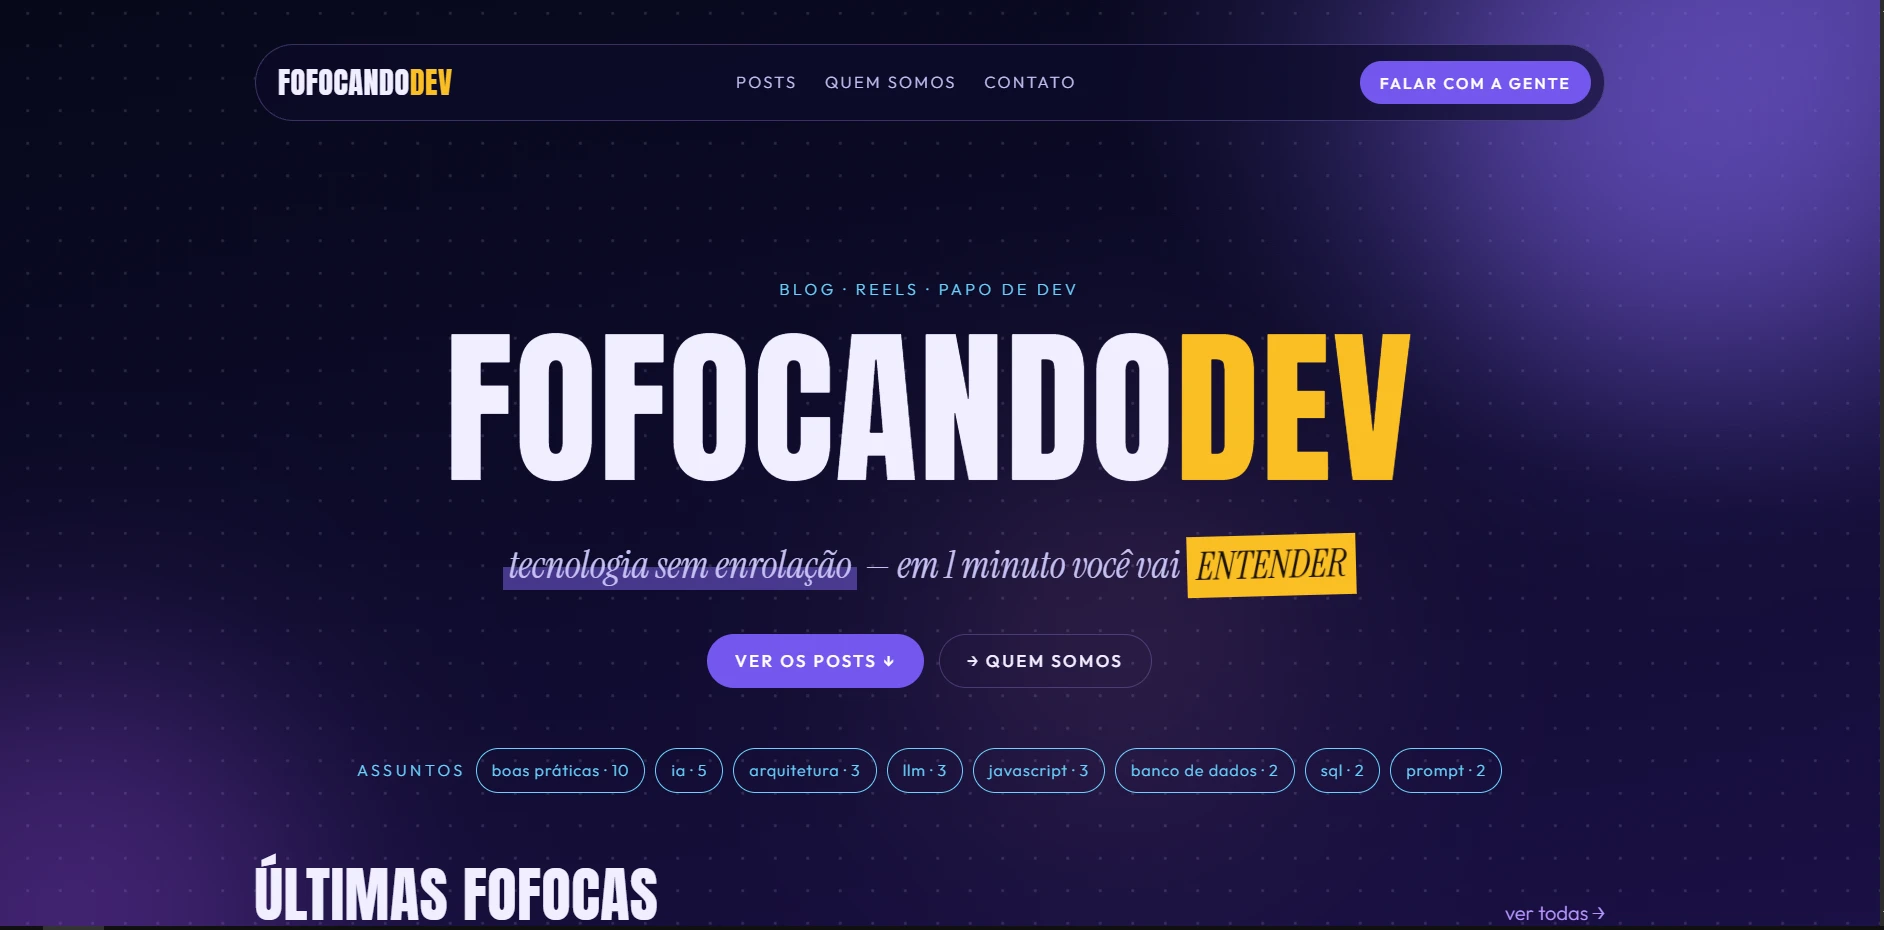 FOFOCANDODEV POSTS QUEM SOMOS CONTATO FALAR COM A GENTE
BLOG · REELS · PAPO DE DEV
FOFOCANDODEV
tecnologia sem enrolação — em 1 minuto você vai ENTENDER
VER OS POSTS ↓ → QUEM SOMOS
ASSUNTOS boas práticas · 10 ia · 5 arquitetura · 3 llm · 3 javascript · 3 banco de dados · 2 sql · 2 prompt · 2
ÚLTIMAS FOFOCAS
ver todas →